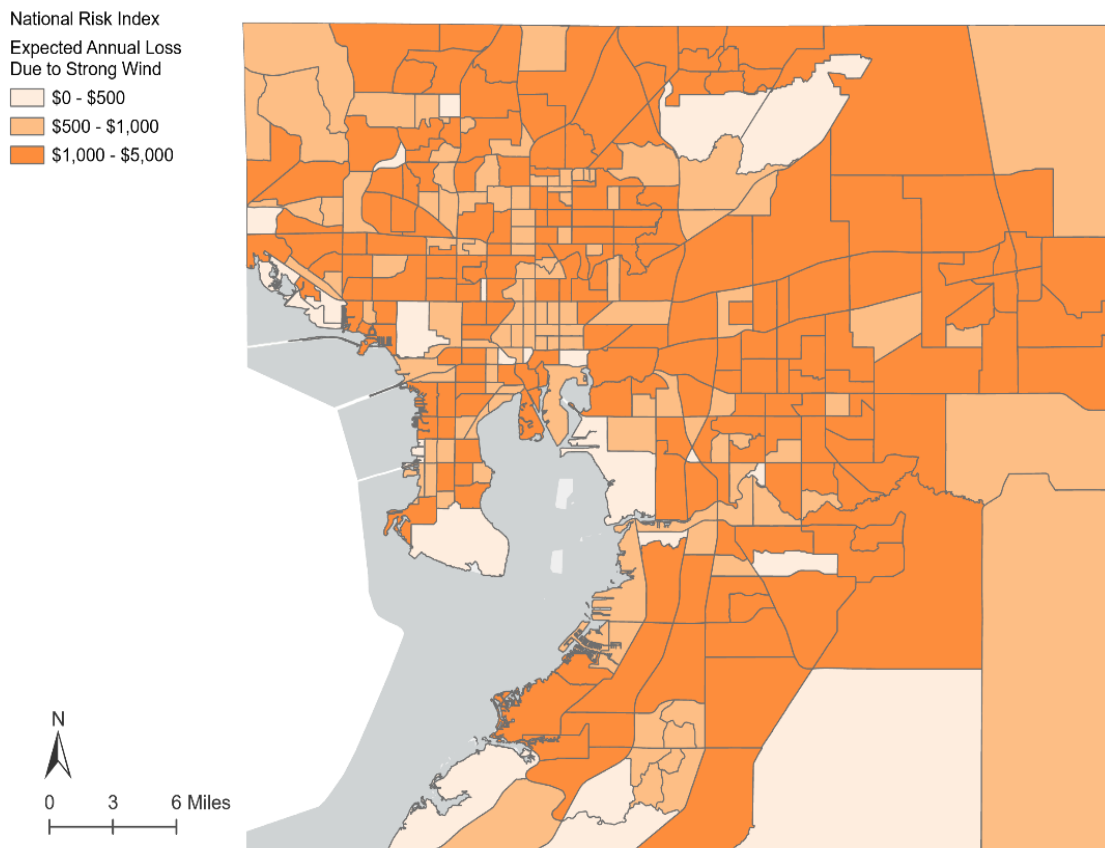 National Risk Index
Expected Annual Loss
Due to Strong Wind
$0 - $500
$500 - $1,000
$1,000 - $5,000
N
0 3 6 Miles